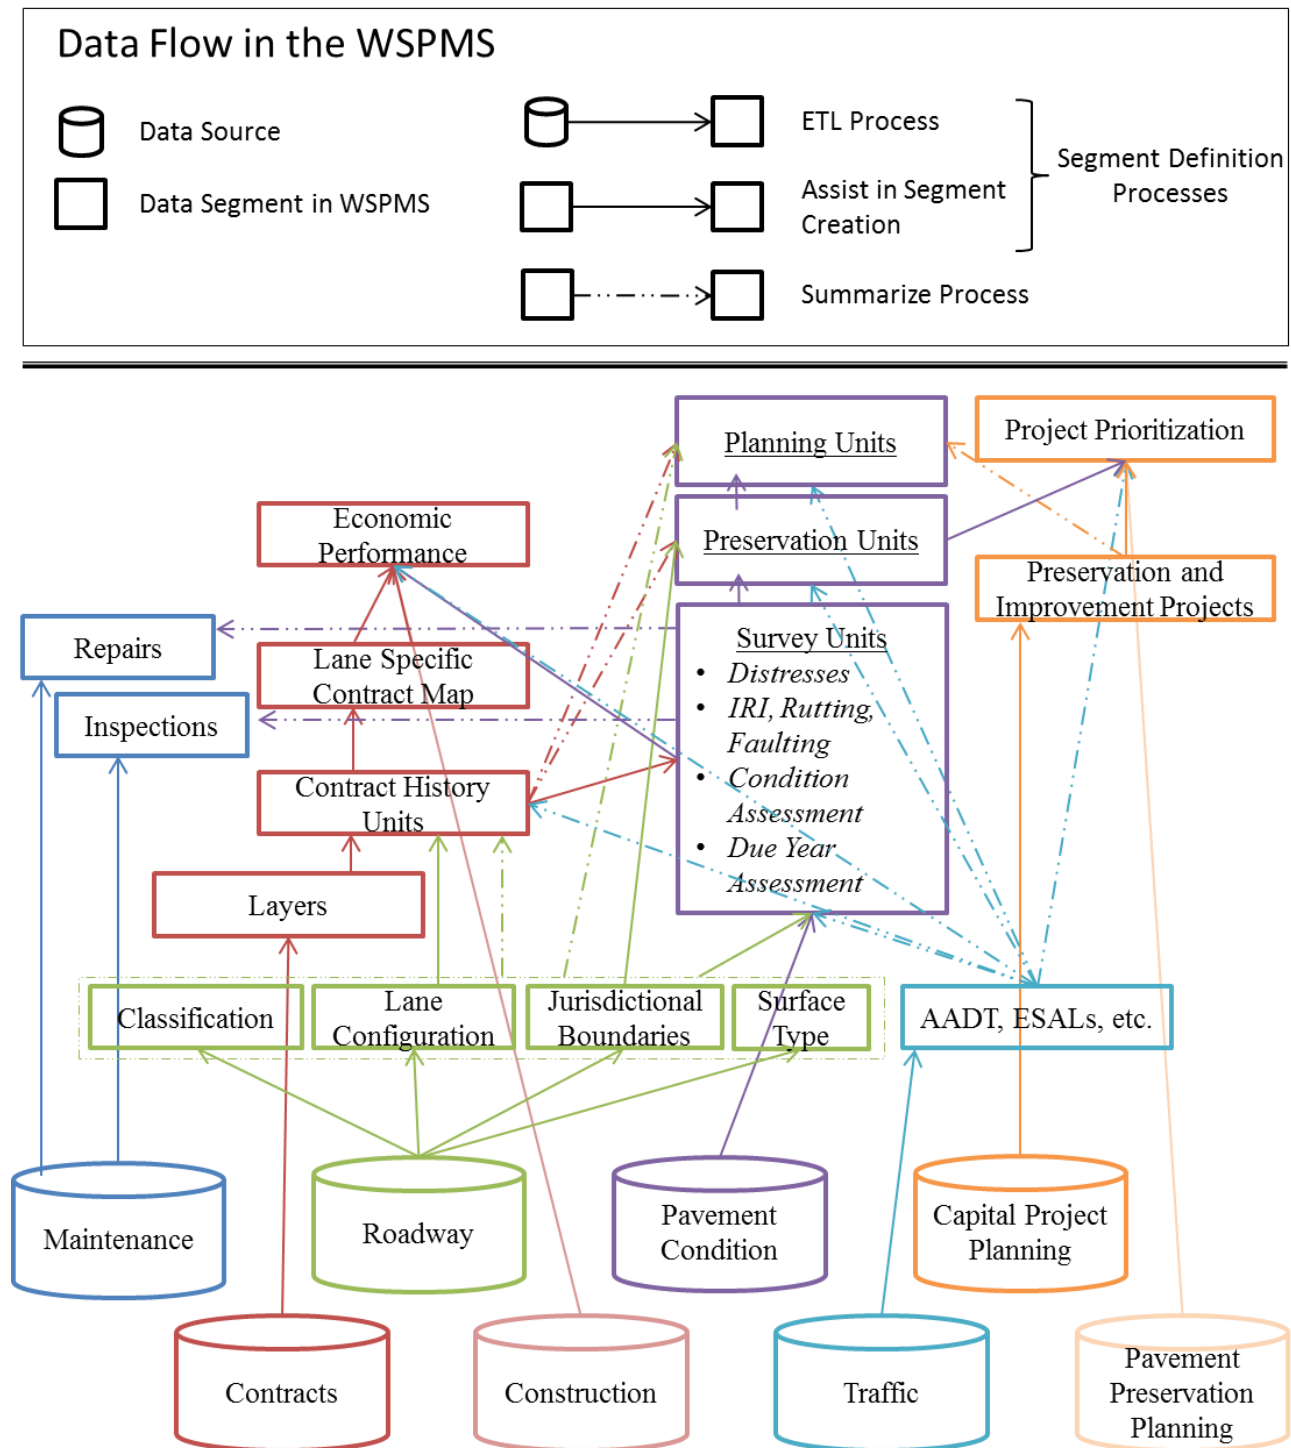 Data Flow in the WSPMS
Data Source
Data Segment in WSPMS
ETL Process
Assist in Segment
Creation
Summarize Process
Segment Definition
Processes
Planning Units
Project Prioritization
Economic
Performance
Preservation Units
Preservation and
Improvement Projects
Repairs
Lane Specific
Contract Map
Survey Units
• Distresses
• IRI, Rutting,
Faulting
• Condition
Assessment
• Due Year
Assessment
Inspections
Contract History
Units
Layers
Classification
Lane
Configuration
Jurisdictional
Boundaries
Surface
Type
AADT, ESALs, etc.
Maintenance
Roadway
Pavement
Condition
Capital Project
Planning
Contracts
Construction
Traffic
Pavement
Preservation
Planning